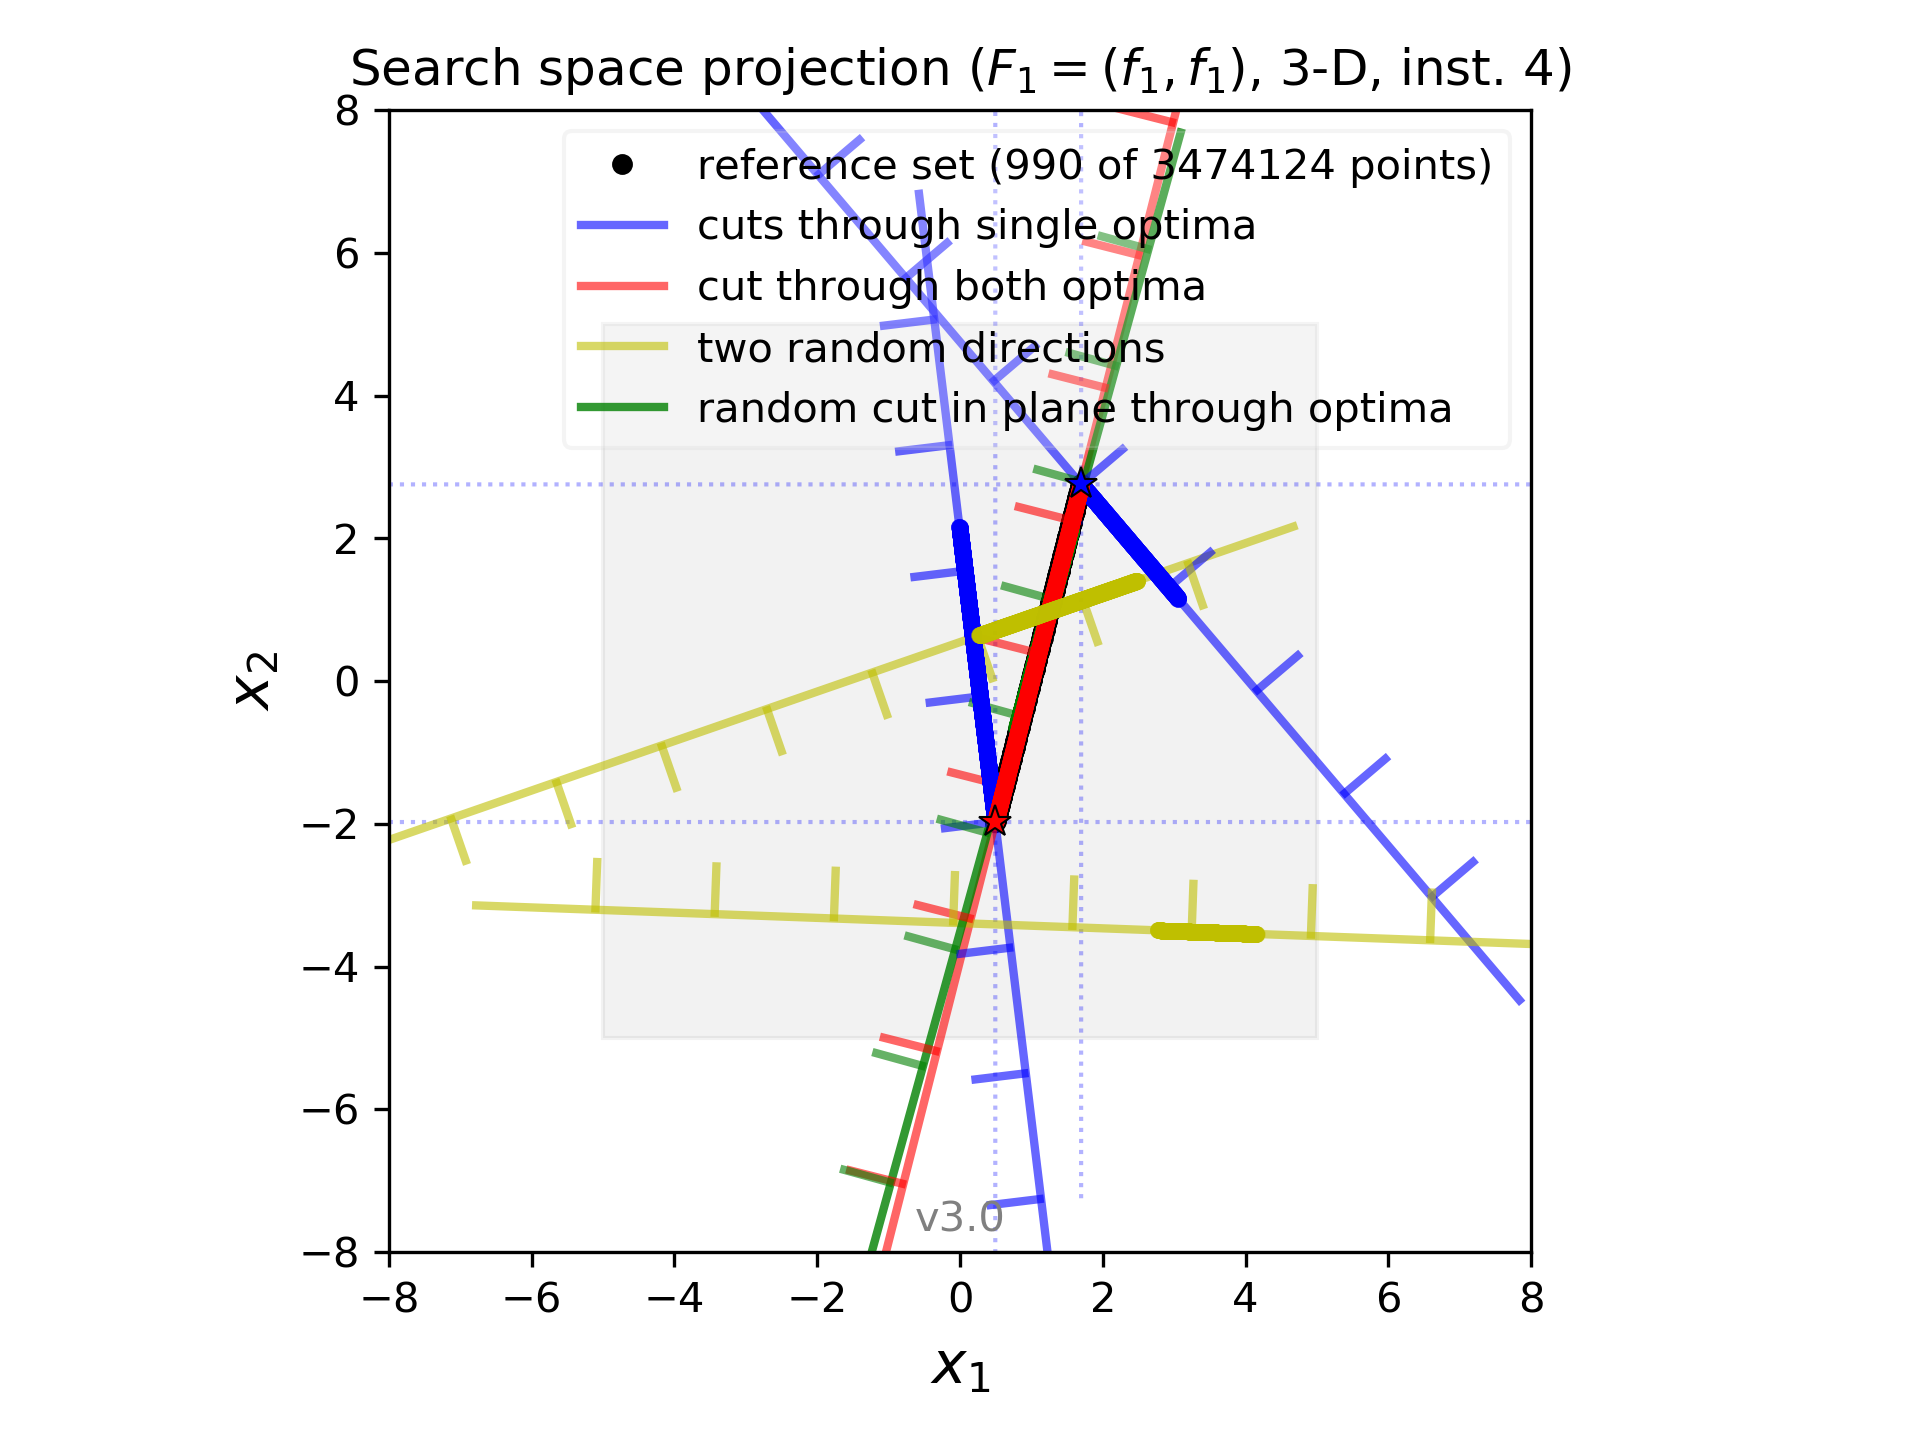 Search space projection (F₁ = (f₁, f₁), 3-D, inst. 4)
reference set (990 of 3474124 points)
cuts through single optima
cut through both optima
two random directions
random cut in plane through optima
8
6
4
2
0
−2
−4
−6
−8
x₂
v3.0
−8 −6 −4 −2 0 2 4 6 8
x₁